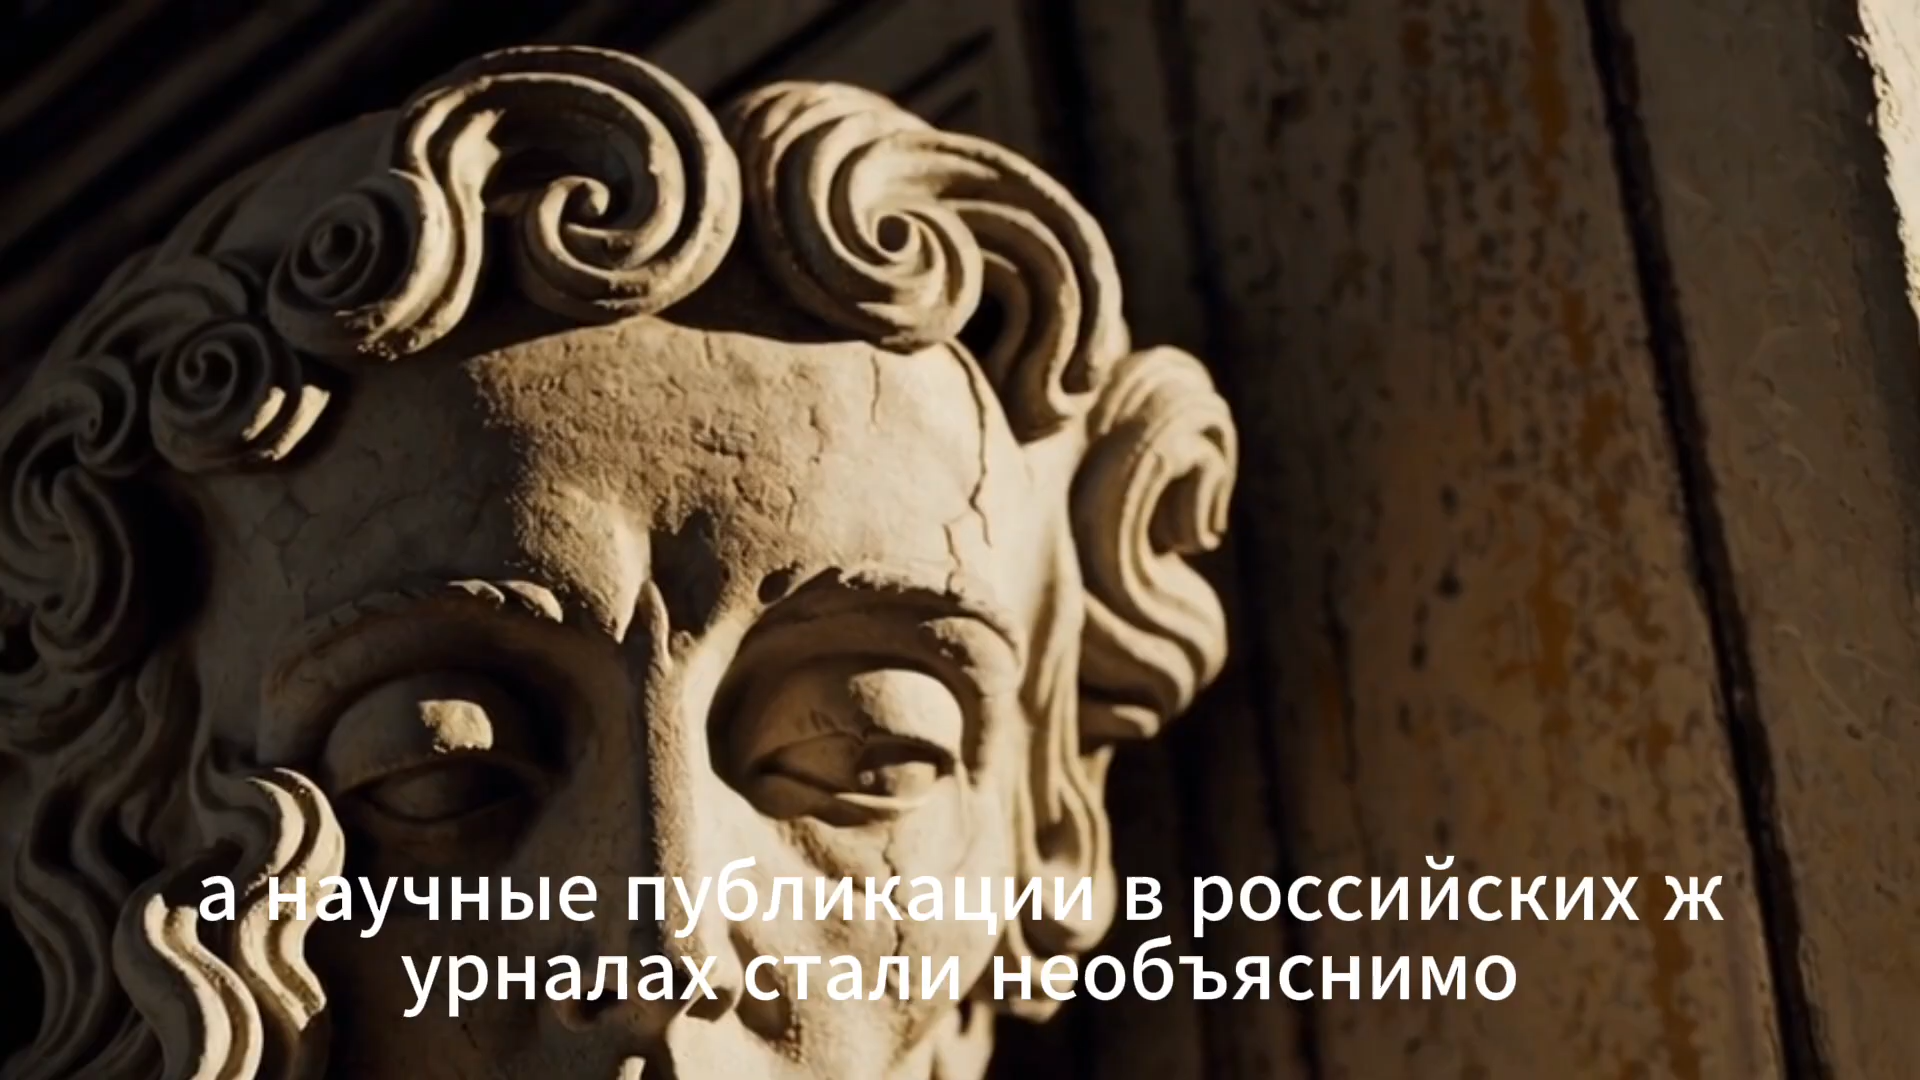 а научные публикации в российских ж
урналах стали необъяснимо